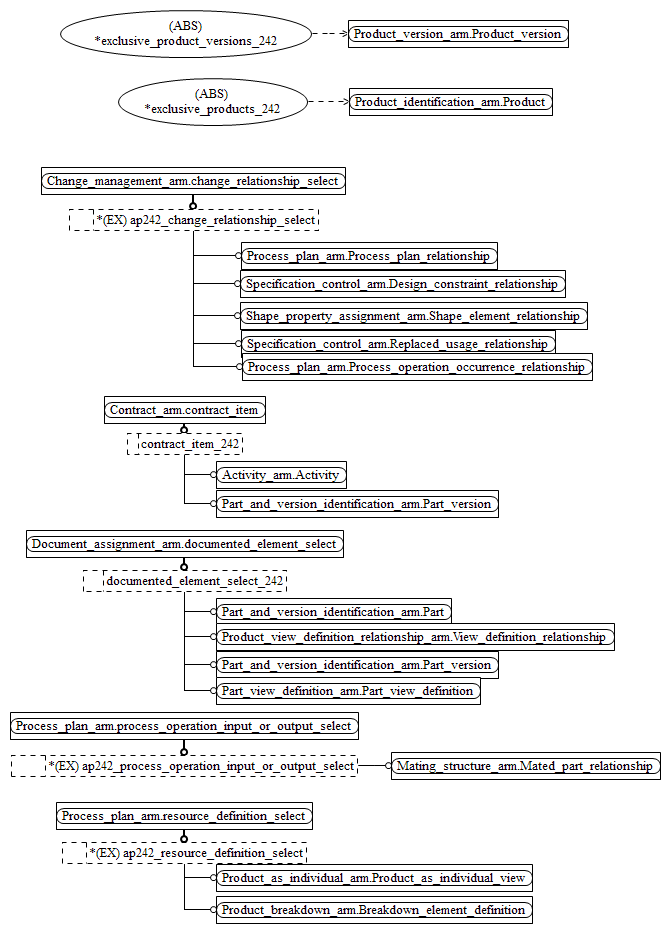 (ABS)
*exclusive_product_versions_242
Product_version_arm.Product_version
(ABS)
*exclusive_products_242
Product_identification_arm.Product
Change_management_arm.change_relationship_select
*(EX) ap242_change_relationship_select
Process_plan_arm.Process_plan_relationship
Specification_control_arm.Design_constraint_relationship
Shape_property_assignment_arm.Shape_element_relationship
Specification_control_arm.Replaced_usage_relationship
Process_plan_arm.Process_operation_occurrence_relationship
Contract_arm.contract_item
contract_item_242
Activity_arm.Activity
Part_and_version_identification_arm.Part_version
Document_assignment_arm.documented_element_select
documented_element_select_242
Part_and_version_identification_arm.Part
Product_view_definition_relationship_arm.View_definition_relationship
Part_and_version_identification_arm.Part_version
Part_view_definition_arm.Part_view_definition
Process_plan_arm.process_operation_input_or_output_select
*(EX) ap242_process_operation_input_or_output_select
Mating_structure_arm.Mated_part_relationship
Process_plan_arm.resource_definition_select
*(EX) ap242_resource_definition_select
Product_as_individual_arm.Product_as_individual_view
Product_breakdown_arm.Breakdown_element_definition